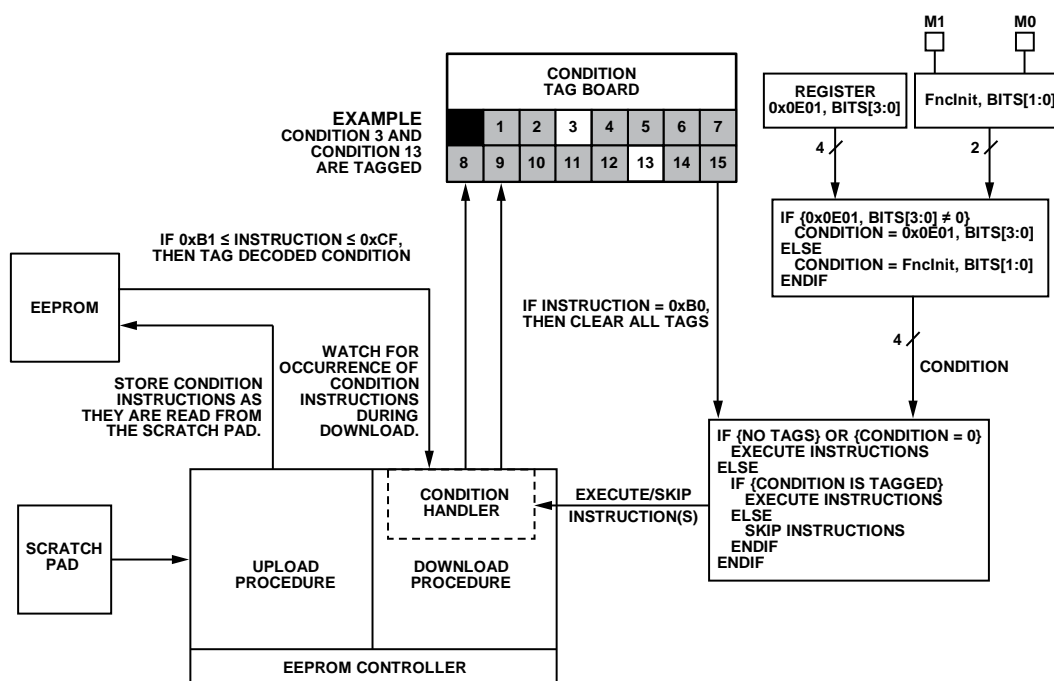 M1
M0
CONDITION
TAG BOARD
1 2 3 4 5 6 7
8 9 10 11 12 13 14 15
EXAMPLE
CONDITION 3 AND
CONDITION 13
ARE TAGGED
REGISTER
0x0E01, BITS[3:0]
FncInit, BITS[1:0]
4
2
IF {0x0E01, BITS[3:0] ≠ 0}
CONDITION = 0x0E01, BITS[3:0]
ELSE
CONDITION = FncInit, BITS[1:0]
ENDIF
4
CONDITION
IF 0xB1 ≤ INSTRUCTION ≤ 0xCF,
THEN TAG DECODED CONDITION
IF INSTRUCTION = 0xB0,
THEN CLEAR ALL TAGS
EEPROM
STORE CONDITION
INSTRUCTIONS AS
THEY ARE READ FROM
THE SCRATCH PAD.
WATCH FOR
OCCURRENCE OF
CONDITION
INSTRUCTIONS
DURING
DOWNLOAD.
IF {NO TAGS} OR {CONDITION = 0}
EXECUTE INSTRUCTIONS
ELSE
IF {CONDITION IS TAGGED}
EXECUTE INSTRUCTIONS
ELSE
SKIP INSTRUCTIONS
ENDIF
ENDIF
EXECUTE/SKIP
INSTRUCTION(S)
CONDITION
HANDLER
SCRATCH
PAD
UPLOAD
PROCEDURE
DOWNLOAD
PROCEDURE
EEPROM CONTROLLER